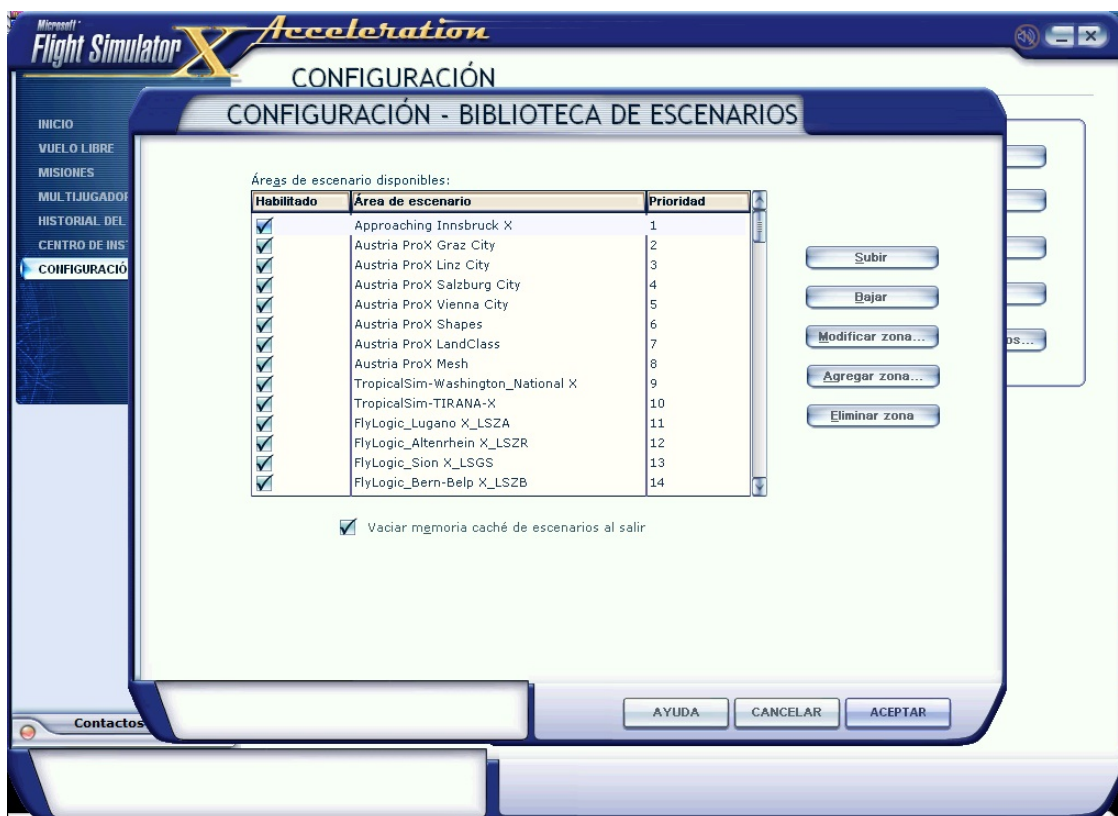 Microsoft
Flight Simulator X Acceleration
CONFIGURACIÓN
CONFIGURACIÓN - BIBLIOTECA DE ESCENARIOS
INICIO
VUELO LIBRE
MISIONES
MULTIJUGADOR
HISTORIAL DEL
CENTRO DE INS
CONFIGURACIÓ
Áreas de escenario disponibles:
Habilitado Área de escenario Prioridad
Approaching Innsbruck X 1
Austria ProX Graz City 2
Austria ProX Linz City 3
Austria ProX Salzburg City 4
Austria ProX Vienna City 5
Austria ProX Shapes 6
Austria ProX LandClass 7
Austria ProX Mesh 8
TropicalSim-Washington_National X 9
TropicalSim-TIRANA-X 10
FlyLogic_Lugano X_LSZA 11
FlyLogic_Altenrhein X_LSZR 12
FlyLogic_Sion X_LSGS 13
FlyLogic_Bern-Belp X_LSZB 14
Subir
Bajar
Modificar zona...
os...
Agregar zona...
Eliminar zona
Vaciar memoria caché de escenarios al salir
AYUDA CANCELAR ACEPTAR
Contactos